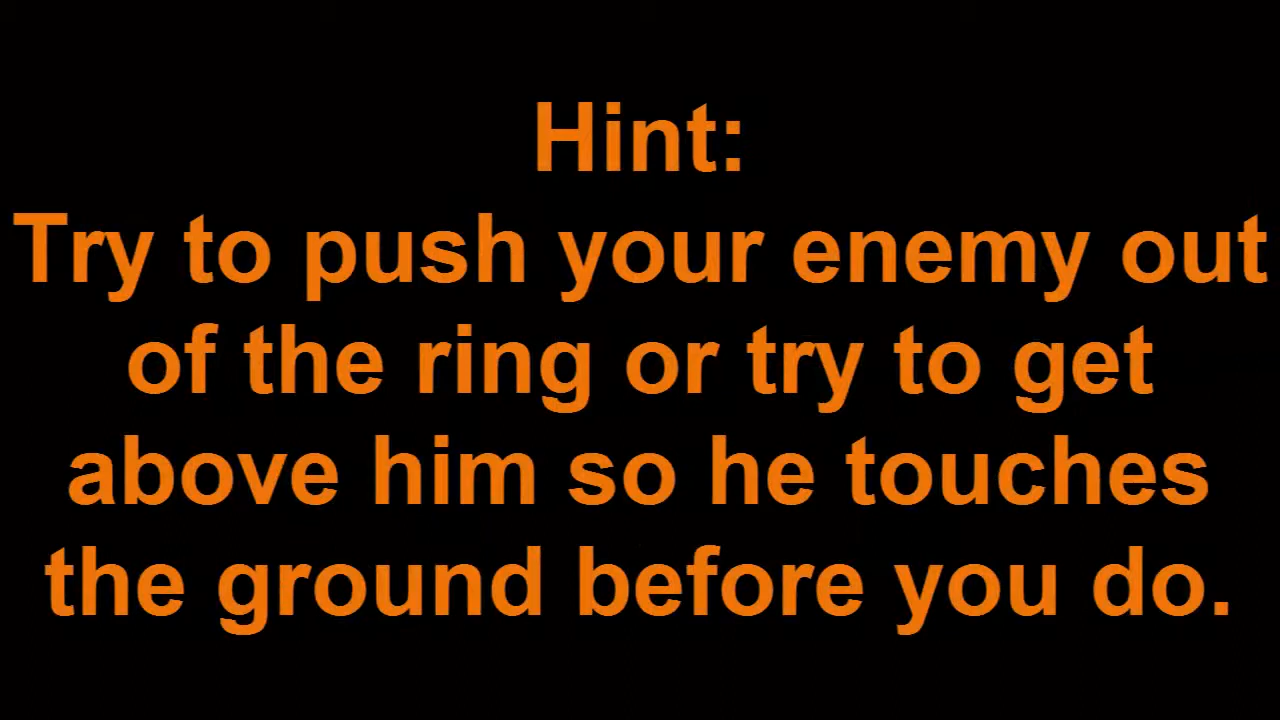 Hint:
Try to push your enemy out
of the ring or try to get
above him so he touches
the ground before you do.